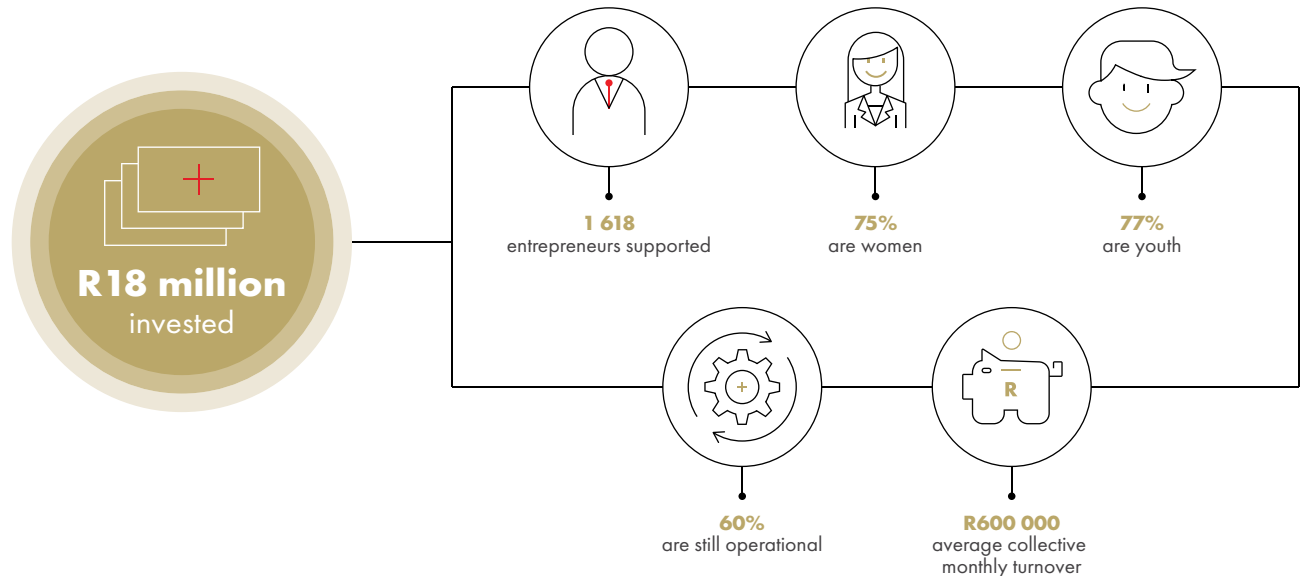 R18 million
invested
1 618
entrepreneurs supported
75%
are women
77%
are youth
60%
are still operational
R
R600 000
average collective
monthly turnover